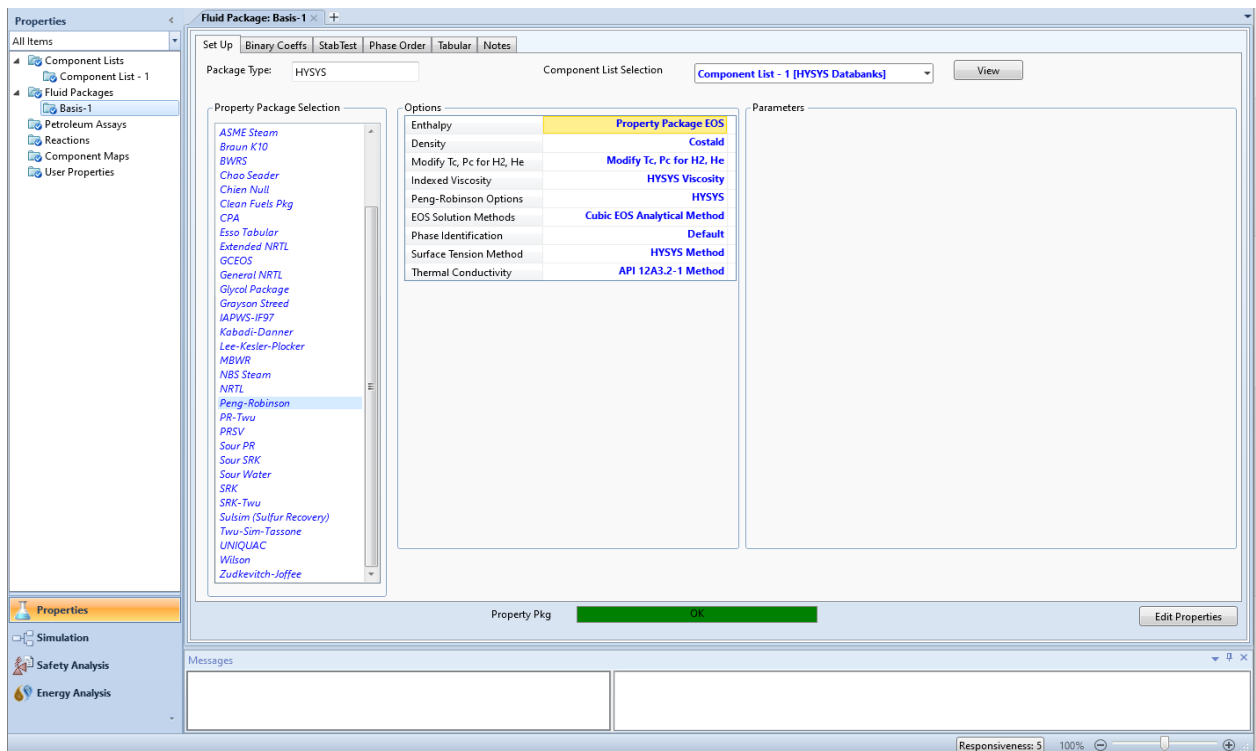 Properties <
All Items
Component Lists
Component List - 1
Fluid Packages
Basis-1
Petroleum Assays
Reactions
Component Maps
User Properties
Properties
Simulation
Safety Analysis
Energy Analysis
Fluid Package: Basis-1 × +
Set Up Binary Coeffs StabTest Phase Order Tabular Notes
Package Type: HYSYS Component List Selection Component List - 1 [HYSYS Databanks] View
Property Package Selection
ASME Steam
Braun K10
BWRS
Chao Seader
Chien Null
Clean Fuels Pkg
CPA
Esso Tabular
Extended NRTL
GCEOS
General NRTL
Glycol Package
Grayson Streed
IAPWS-IF97
Kabadi-Danner
Lee-Kesler-Plocker
MBWR
NBS Steam
NRTL
Peng-Robinson
PR-Twu
PRSV
Sour PR
Sour SRK
Sour Water
SRK
SRK-Twu
Sulsim (Sulfur Recovery)
Twu-Sim-Tassone
UNIQUAC
Wilson
Zudkevitch-Joffee
Options
Enthalpy Property Package EOS
Density Costald
Modify Tc, Pc for H2, He Modify Tc, Pc for H2, He
Indexed Viscosity HYSYS Viscosity
Peng-Robinson Options HYSYS
EOS Solution Methods Cubic EOS Analytical Method
Phase Identification Default
Surface Tension Method HYSYS Method
Thermal Conductivity API 12A3.2-1 Method
Parameters
Property Pkg OK Edit Properties
Messages
Responsiveness: 5 100%